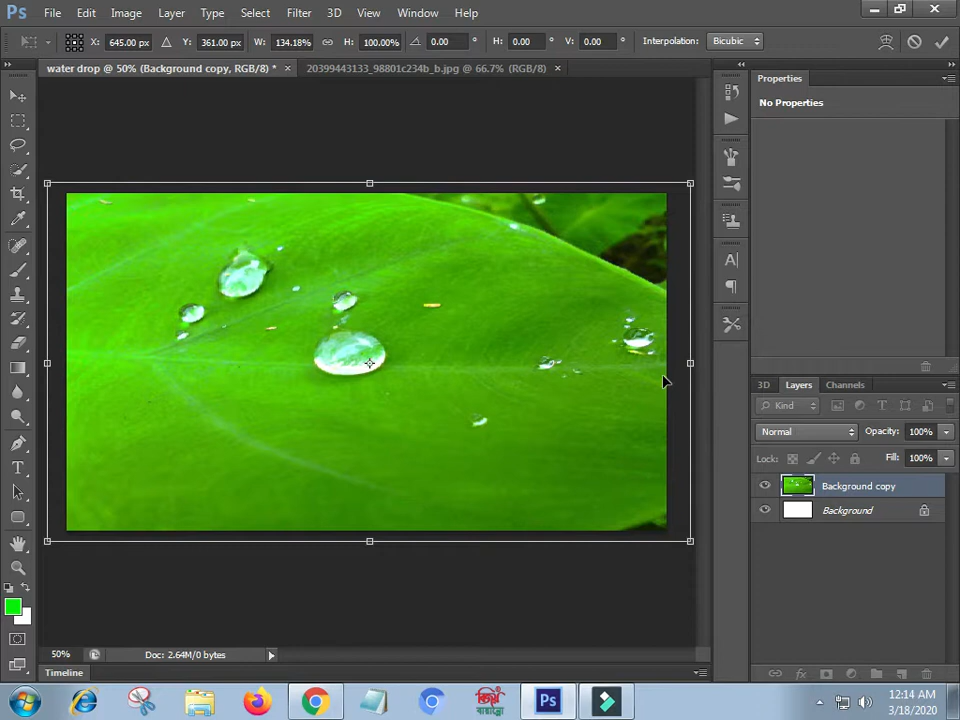 Ps File Edit Image Layer Type Select Filter 3D View Window Help
X: 645.00 px Y: 361.00 px W: 134.18% H: 100.00% 0.00 ° H: 0.00 ° V: 0.00 ° Interpolation: Bicubic
water drop @ 50% (Background copy, RGB/8) * × 20399443133_98801c234b_b.jpg @ 66.7% (RGB/8) ×
Properties
No Properties
3D Layers Channels
Kind
Normal Opacity: 100%
Lock: Fill: 100%
Background copy
Background
50% Doc: 2.64M/0 bytes
Timeline
Ps
12:14 AM
3/18/2020